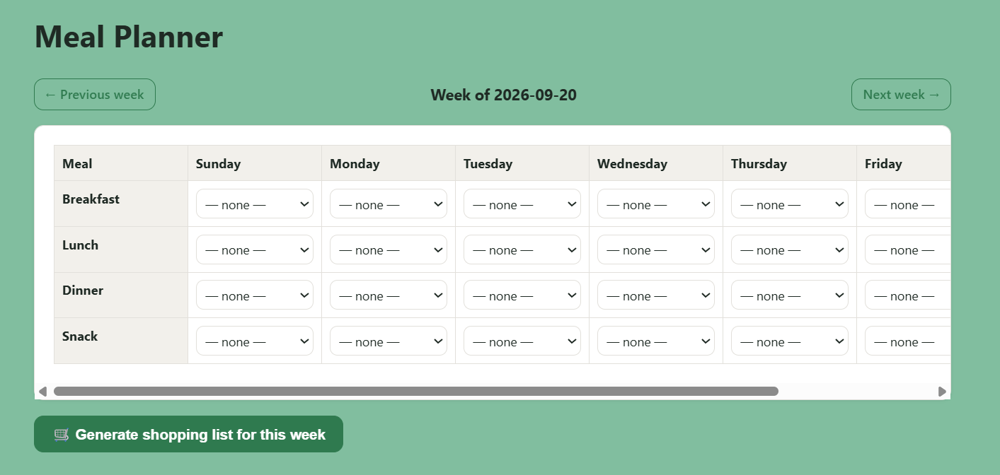 Meal Planner
← Previous week
Week of 2026-09-20
Next week →
Meal Sunday Monday Tuesday Wednesday Thursday Friday
Breakfast — none — — none — — none — — none — — none — — none —
Lunch — none — — none — — none — — none — — none — — none —
Dinner — none — — none — — none — — none — — none — — none —
Snack — none — — none — — none — — none — — none — — none —
🛒 Generate shopping list for this week